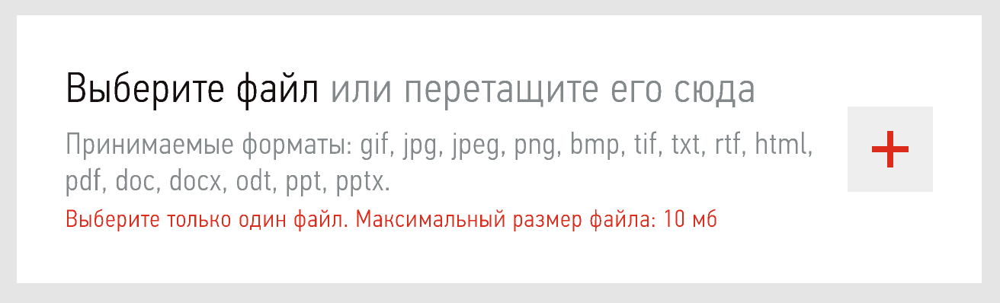 Выберите файл или перетащите его сюда
Принимаемые форматы: gif, jpg, jpeg, png, bmp, tif, txt, rtf, html,
pdf, doc, docx, odt, ppt, pptx.
Выберите только один файл. Максимальный размер файла: 10 мб